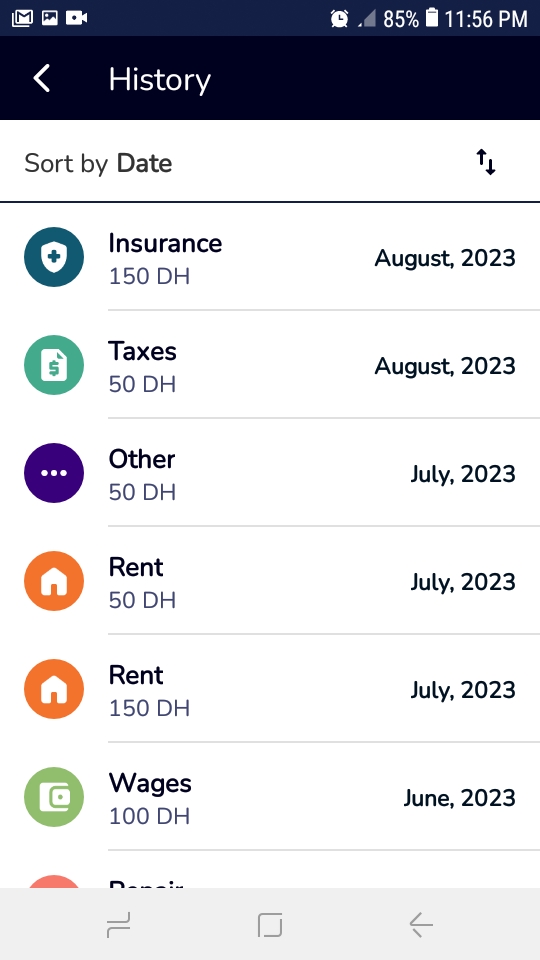 85% 11:56 PM
History
Sort by Date
Insurance
150 DH
August, 2023
Taxes
50 DH
August, 2023
Other
50 DH
July, 2023
Rent
50 DH
July, 2023
Rent
150 DH
July, 2023
Wages
100 DH
June, 2023
Repair